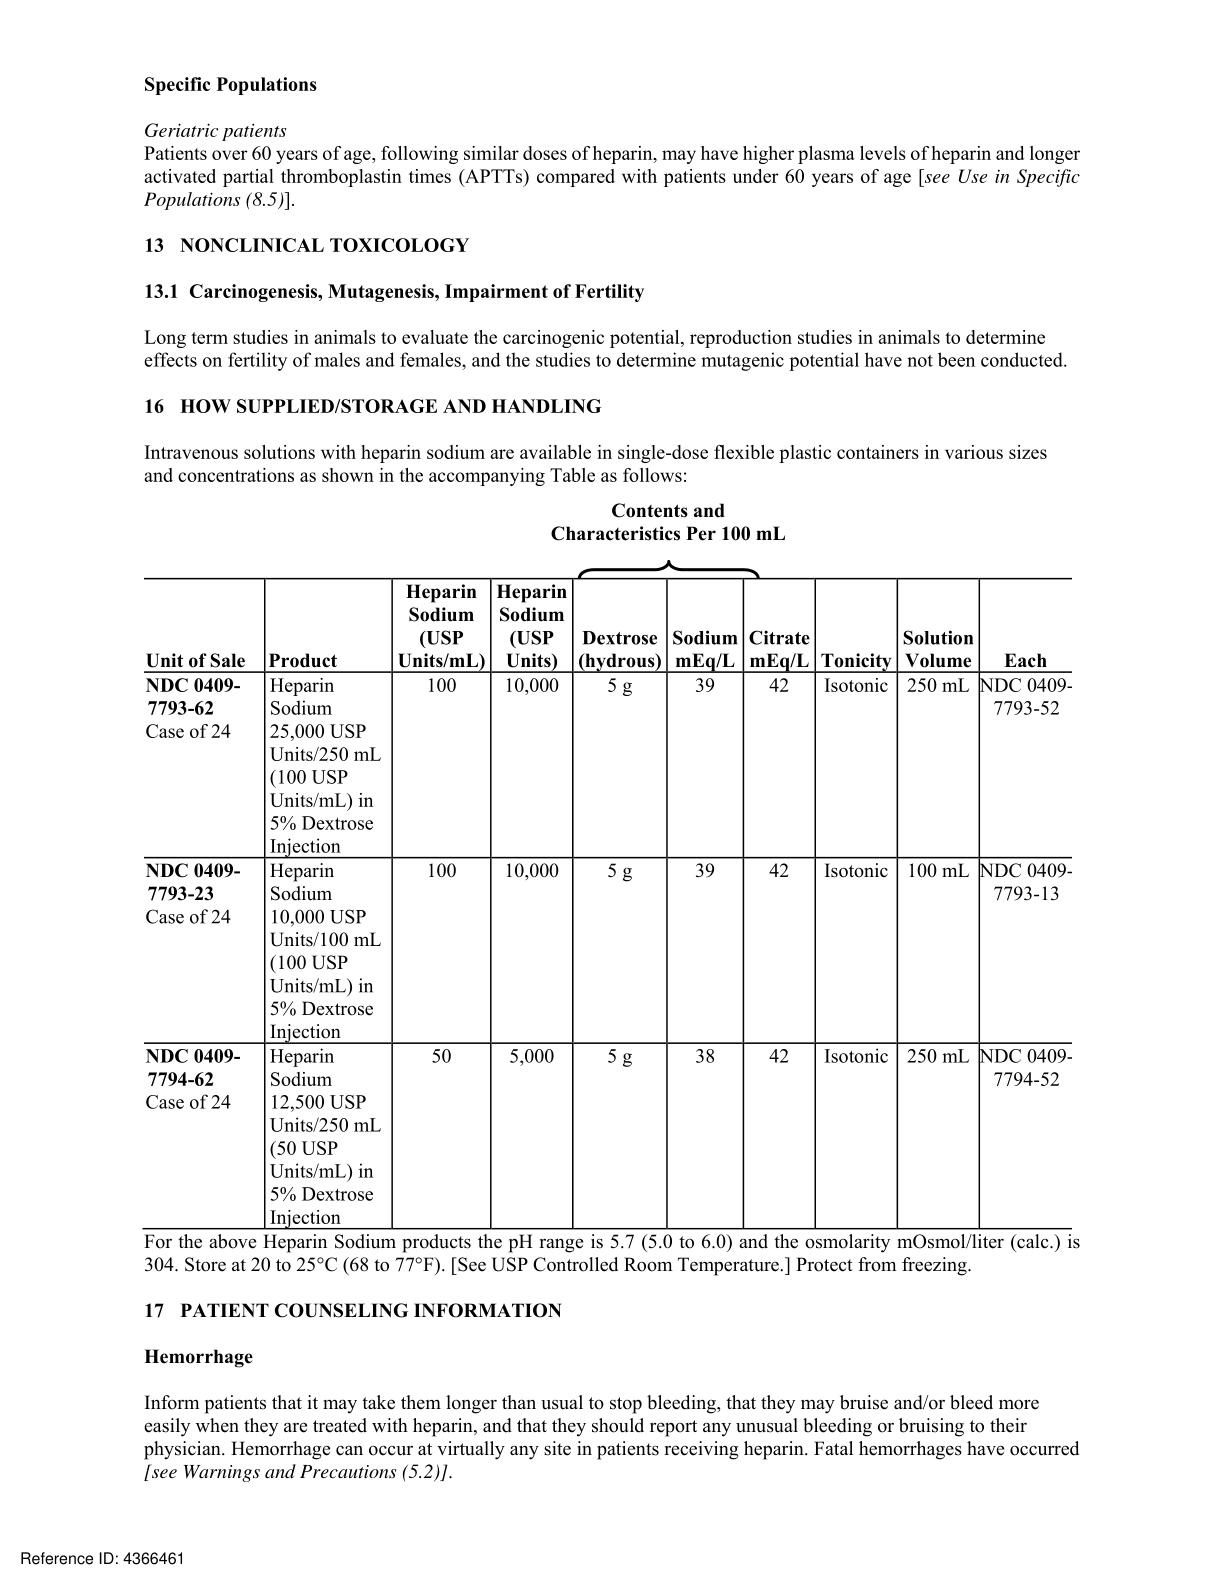 Specific Populations
Geriatric patients
Patients over 60 years of age, following similar doses of heparin, may have higher plasma levels of heparin and longer
activated partial thromboplastin times (APTTs) compared with patients under 60 years of age [see Use in Specific
Populations (8.5)].
13 NONCLINICAL TOXICOLOGY
13.1 Carcinogenesis, Mutagenesis, Impairment of Fertility
Long term studies in animals to evaluate the carcinogenic potential, reproduction studies in animals to determine
effects on fertility of males and females, and the studies to determine mutagenic potential have not been conducted.
16 HOW SUPPLIED/STORAGE AND HANDLING
Intravenous solutions with heparin sodium are available in single-dose flexible plastic containers in various sizes
and concentrations as shown in the accompanying Table as follows:
Contents and
Characteristics Per 100 mL
Unit of Sale
Product
Heparin
Sodium
(USP
Units/mL)
Heparin
Sodium
(USP
Units)
Dextrose
(hydrous)
Sodium
mEq/L
Citrate
mEq/L
Tonicity
Solution
Volume
Each
NDC 0409-
7793-62
Case of 24
Heparin
Sodium
25,000 USP
Units/250 mL
(100 USP
Units/mL) in
5% Dextrose
Injection
100
10,000
5 g
39
42
Isotonic
250 mL
NDC 0409-
7793-52
NDC 0409-
7793-23
Case of 24
Heparin
Sodium
10,000 USP
Units/100 mL
(100 USP
Units/mL) in
5% Dextrose
Injection
100
10,000
5 g
39
42
Isotonic
100 mL
NDC 0409-
7793-13
NDC 0409-
7794-62
Case of 24
Heparin
Sodium
12,500 USP
Units/250 mL
(50 USP
Units/mL) in
5% Dextrose
Injection
50
5,000
5 g
38
42
Isotonic
250 mL
NDC 0409-
7794-52
For the above Heparin Sodium products the pH range is 5.7 (5.0 to 6.0) and the osmolarity mOsmol/liter (calc.) is
304. Store at 20 to 25°C (68 to 77°F). [See USP Controlled Room Temperature.] Protect from freezing.
17 PATIENT COUNSELING INFORMATION
Hemorrhage
Inform patients that it may take them longer than usual to stop bleeding, that they may bruise and/or bleed more
easily when they are treated with heparin, and that they should report any unusual bleeding or bruising to their
physician. Hemorrhage can occur at virtually any site in patients receiving heparin. Fatal hemorrhages have occurred
[see Warnings and Precautions (5.2)].
Reference ID: 4366461